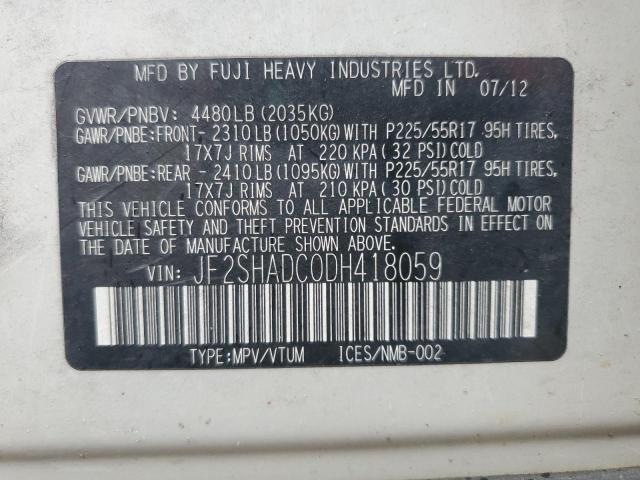 MFD BY FUJI HEAVY INDUSTRIES LTD.
MFD IN 07/12
GVWR/PNBV: 4480LB (2035KG)
GAWR/PNBE:FRONT- 2310LB(1050KG)WITH P225/55R17 95H TIRES,
17X7J RIMS AT 220 KPA (32 PSI)COLD
GAWR/PNBE:REAR - 2410LB(1095KG)WITH P225/55R17 95H TIRES,
17X7J RIMS AT 210 KPA (30 PSI)COLD
THIS VEHICLE CONFORMS TO ALL APPLICABLE FEDERAL MOTOR
VEHICLE SAFETY AND THEFT PREVENTION STANDARDS IN EFFECT ON
THE DATE OF MANUFACTURE SHOWN ABOVE.
VIN: JF2SHADC0DH418059
TYPE:MPV/VTUM ICES/NMB-002